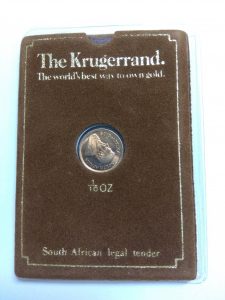 The Krugerrand.
The world's best way to own gold.
1/10 OZ
South African legal tender